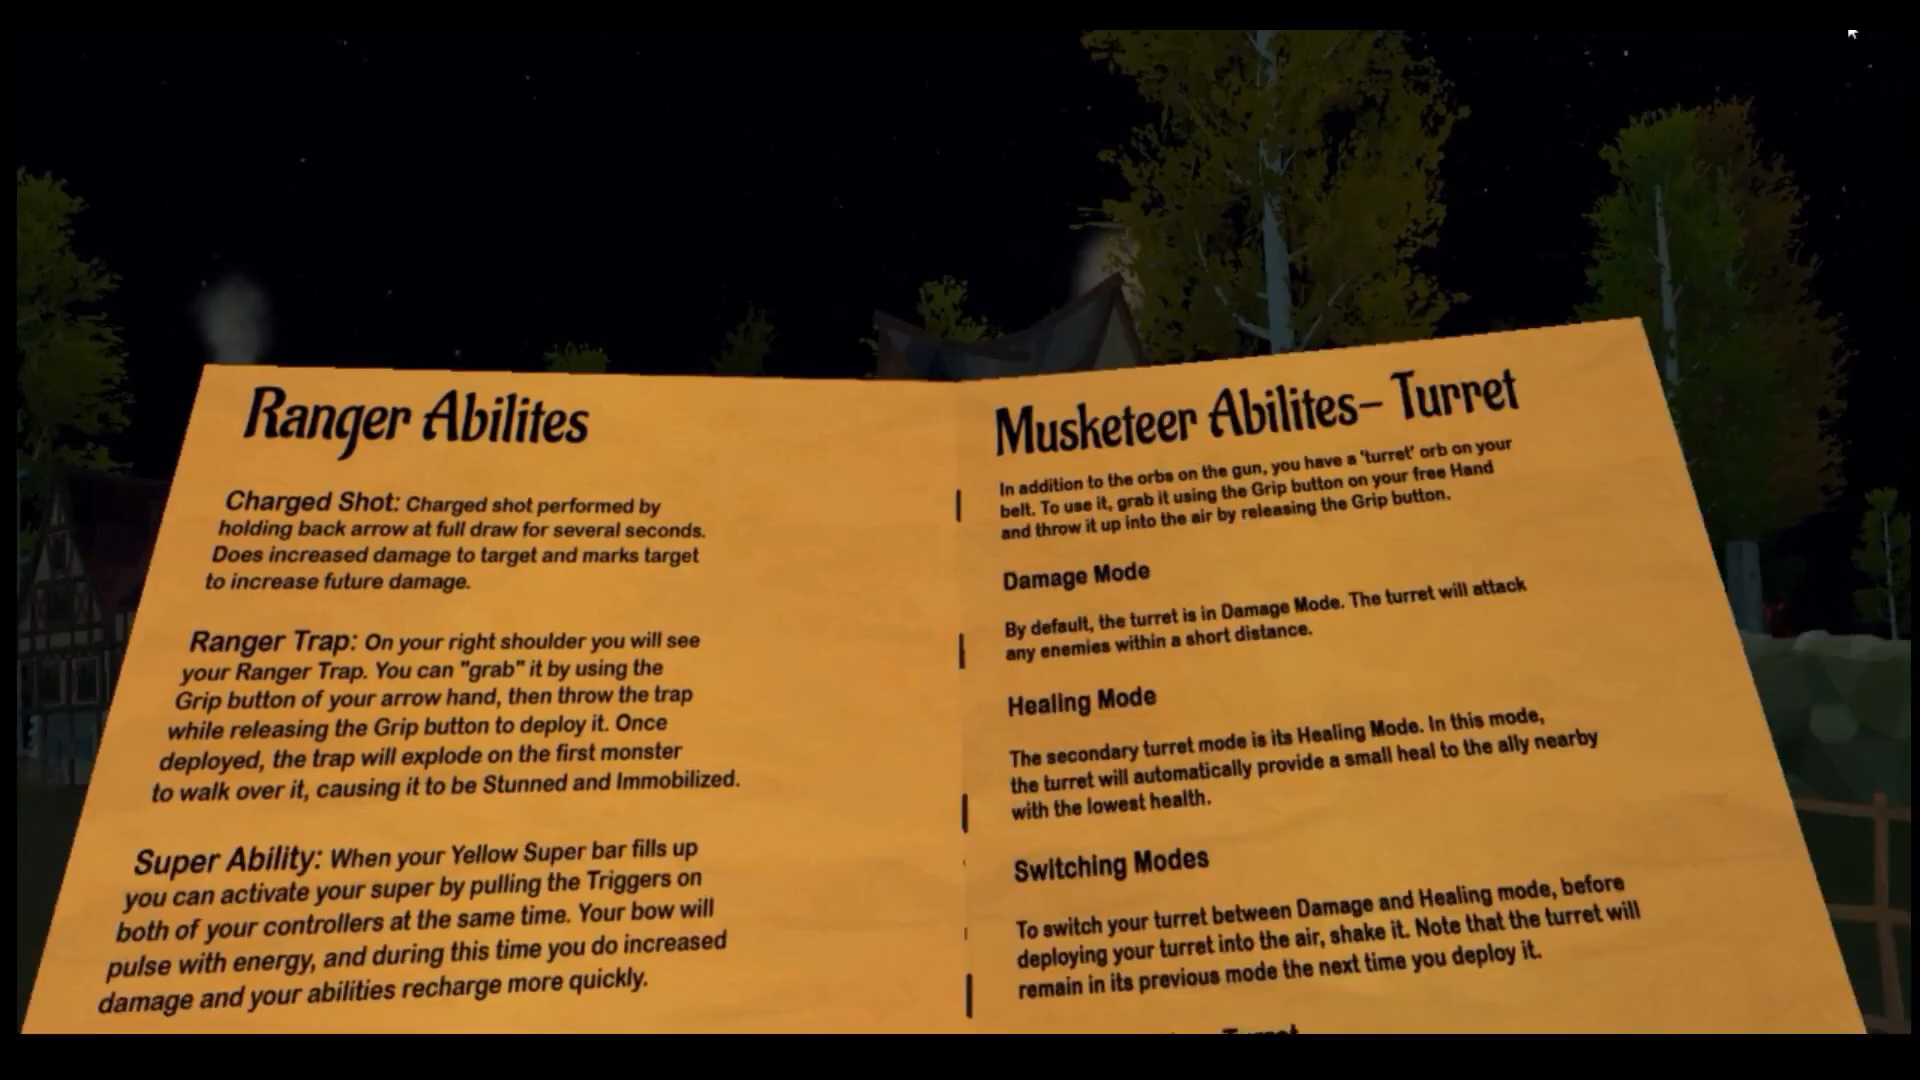 Ranger Abilites
Charged Shot: Charged shot performed by
holding back arrow at full draw for several seconds.
Does increased damage to target and marks target
to increase future damage.
Ranger Trap: On your right shoulder you will see
your Ranger Trap. You can "grab" it by using the
Grip button of your arrow hand, then throw the trap
while releasing the Grip button to deploy it. Once
deployed, the trap will explode on the first monster
to walk over it, causing it to be Stunned and Immobilized.
Super Ability: When your Yellow Super bar fills up
you can activate your super by pulling the Triggers on
both of your controllers at the same time. Your bow will
pulse with energy, and during this time you do increased
damage and your abilities recharge more quickly.
Musketeer Abilites- Turret
In addition to the orbs on the gun, you have a 'turret' orb on your
belt. To use it, grab it using the Grip button on your free Hand
and throw it up into the air by releasing the Grip button.
Damage Mode
By default, the turret is in Damage Mode. The turret will attack
any enemies within a short distance.
Healing Mode
The secondary turret mode is its Healing Mode. In this mode,
the turret will automatically provide a small heal to the ally nearby
with the lowest health.
Switching Modes
To switch your turret between Damage and Healing mode, before
deploying your turret into the air, shake it. Note that the turret will
remain in its previous mode the next time you deploy it.
Turret